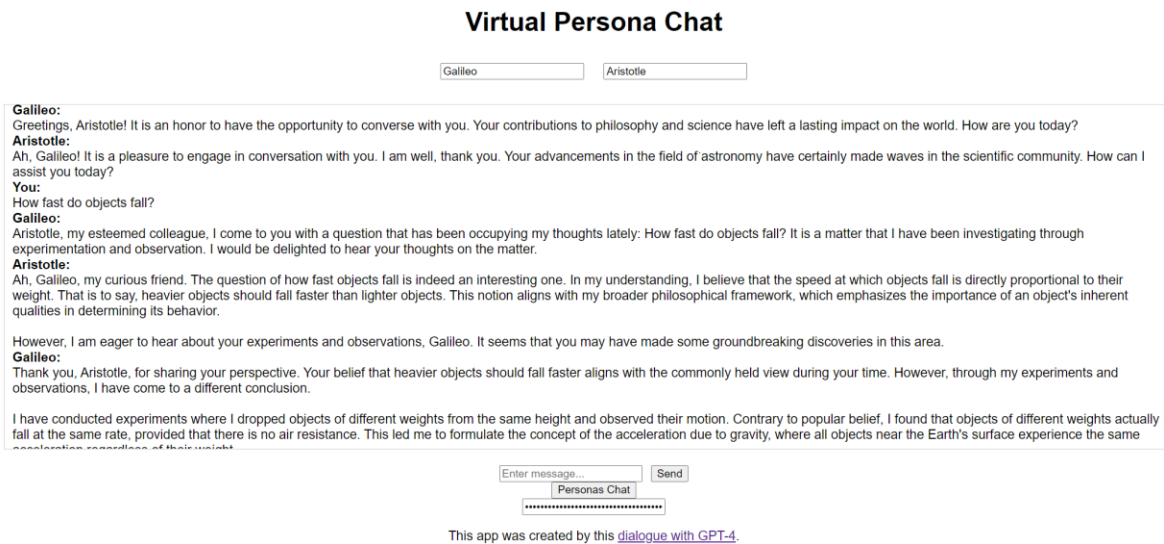 Virtual Persona Chat
Galileo Aristotle
Galileo:
Greetings, Aristotle! It is an honor to have the opportunity to converse with you. Your contributions to philosophy and science have left a lasting impact on the world. How are you today?
Aristotle:
Ah, Galileo! It is a pleasure to engage in conversation with you. I am well, thank you. Your advancements in the field of astronomy have certainly made waves in the scientific community. How can I
assist you today?
You:
How fast do objects fall?
Galileo:
Aristotle, my esteemed colleague, I come to you with a question that has been occupying my thoughts lately: How fast do objects fall? It is a matter that I have been investigating through
experimentation and observation. I would be delighted to hear your thoughts on the matter.
Aristotle:
Ah, Galileo, my curious friend. The question of how fast objects fall is indeed an interesting one. In my understanding, I believe that the speed at which objects fall is directly proportional to their
weight. That is to say, heavier objects should fall faster than lighter objects. This notion aligns with my broader philosophical framework, which emphasizes the importance of an object's inherent
qualities in determining its behavior.
However, I am eager to hear about your experiments and observations, Galileo. It seems that you may have made some groundbreaking discoveries in this area.
Galileo:
Thank you, Aristotle, for sharing your perspective. Your belief that heavier objects should fall faster aligns with the commonly held view during your time. However, through my experiments and
observations, I have come to a different conclusion.
I have conducted experiments where I dropped objects of different weights from the same height and observed their motion. Contrary to popular belief, I found that objects of different weights actually
fall at the same rate, provided that there is no air resistance. This led me to formulate the concept of the acceleration due to gravity, where all objects near the Earth's surface experience the same
acceleration regardless of their weight.
Enter message... Send
Personas Chat
This app was created by this dialogue with GPT-4.